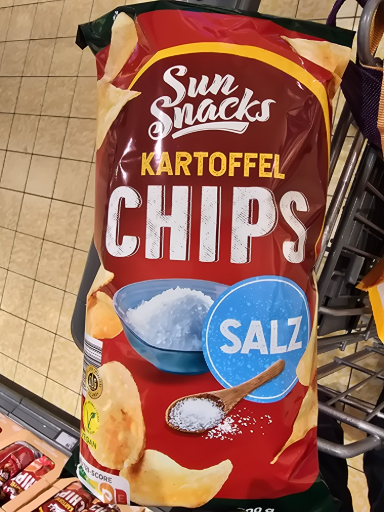 Sun
Snacks
KARTOFFEL
CHIPS
SALZ
VEGAN